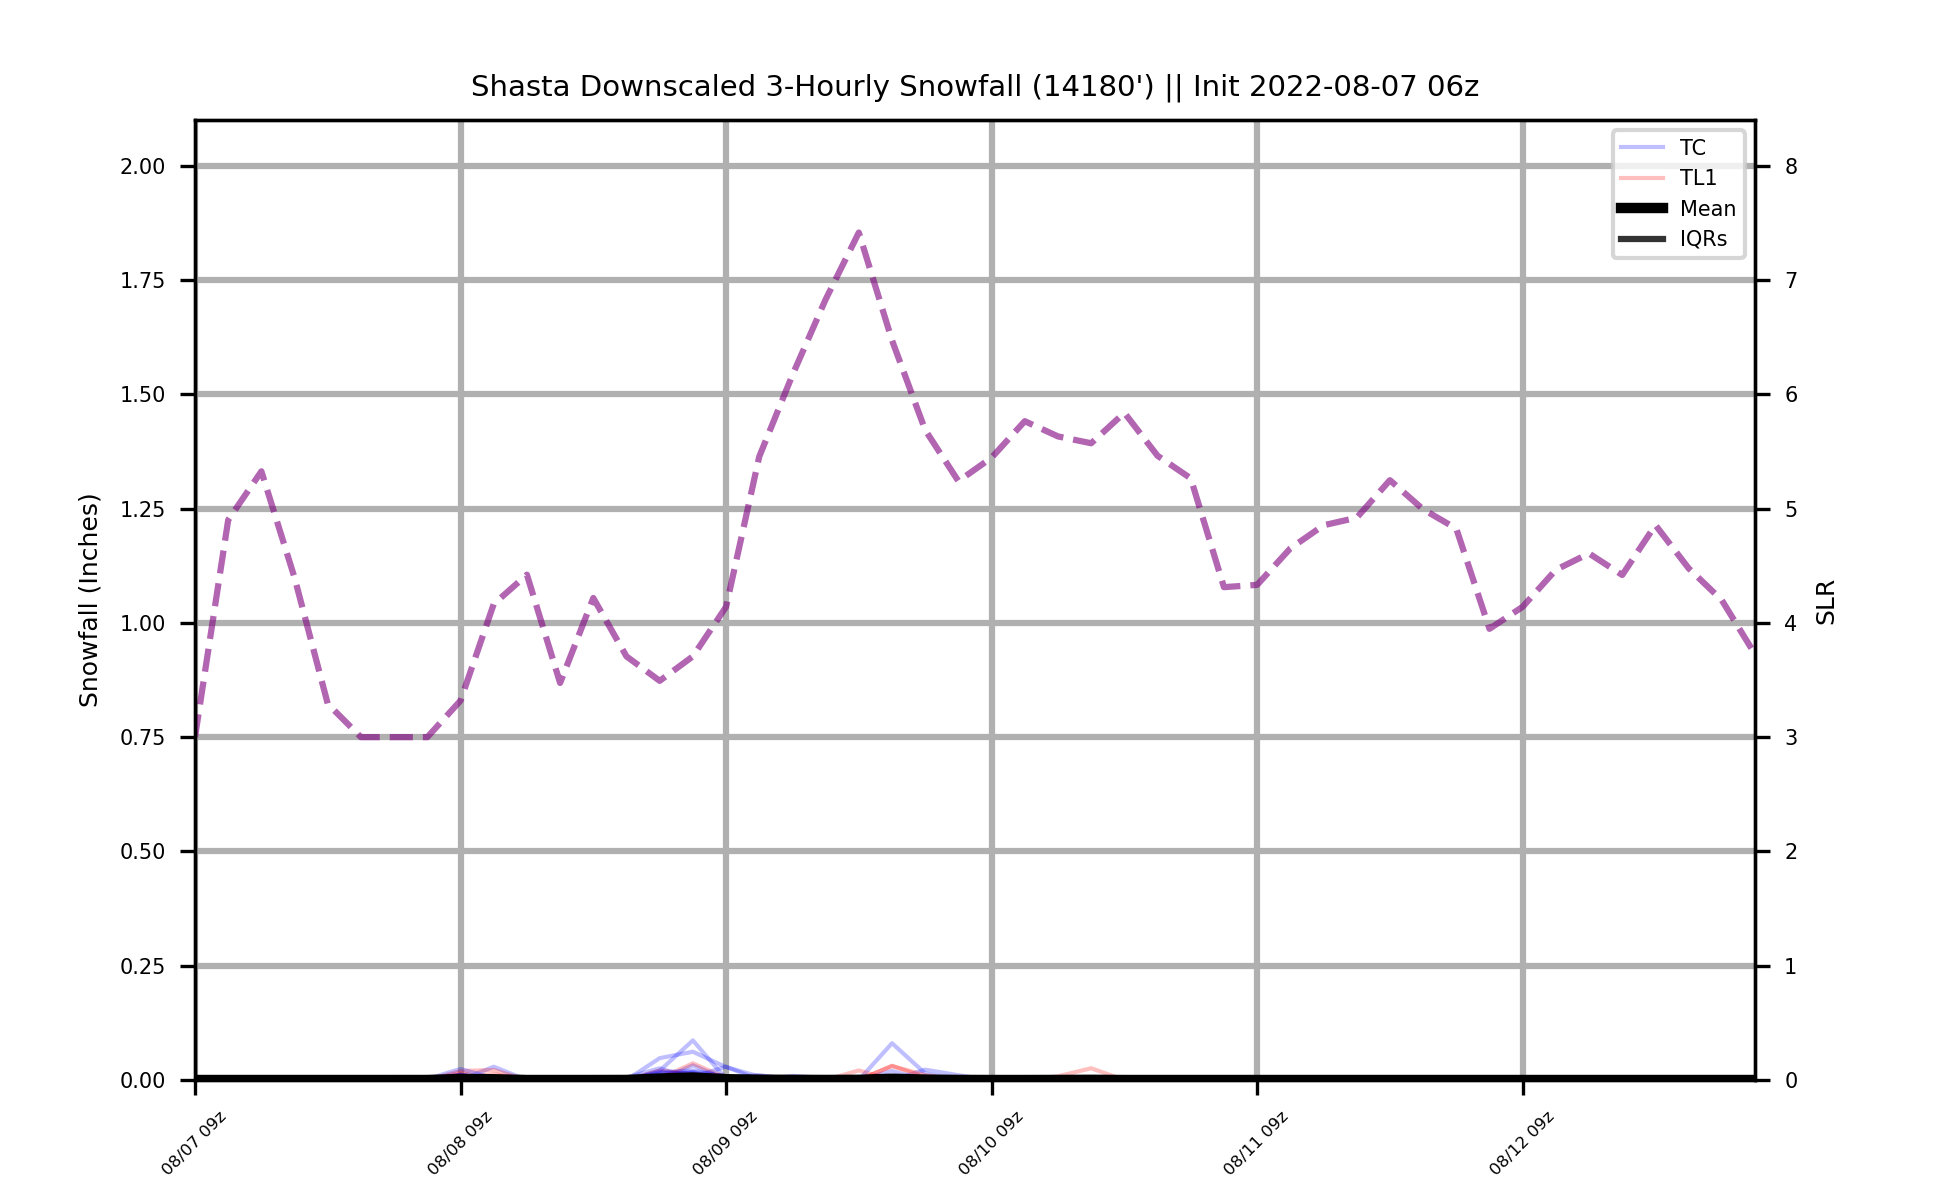 Shasta Downscaled 3-Hourly Snowfall (14180') || Init 2022-08-07 06z
TC
TL1
Mean
IQRs
Snowfall (Inches)
2.00
1.75
1.50
1.25
1.00
0.75
0.50
0.25
0.00
8
7
6
5
4
3
2
1
0
SLR
08/07 09z
08/08 09z
08/09 09z
08/10 09z
08/11 09z
08/12 09z